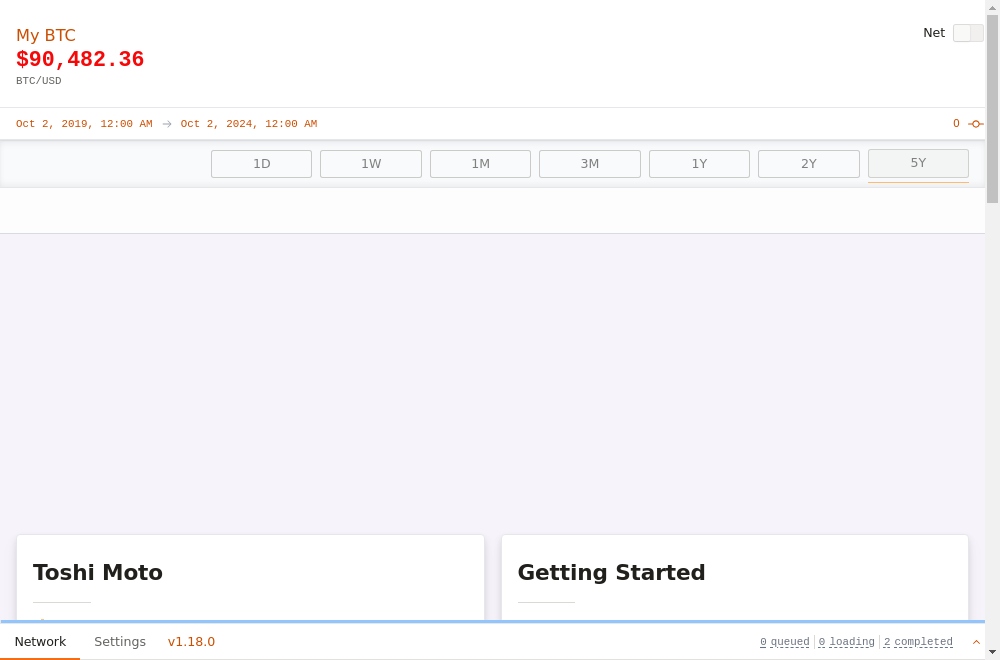 My BTC
Net
$90,482.36
BTC/USD
Oct 2, 2019, 12:00 AM → Oct 2, 2024, 12:00 AM
0
1D 1W 1M 3M 1Y 2Y 5Y
Toshi Moto
Getting Started
Network Settings v1.18.0
0 queued 0 loading 2 completed